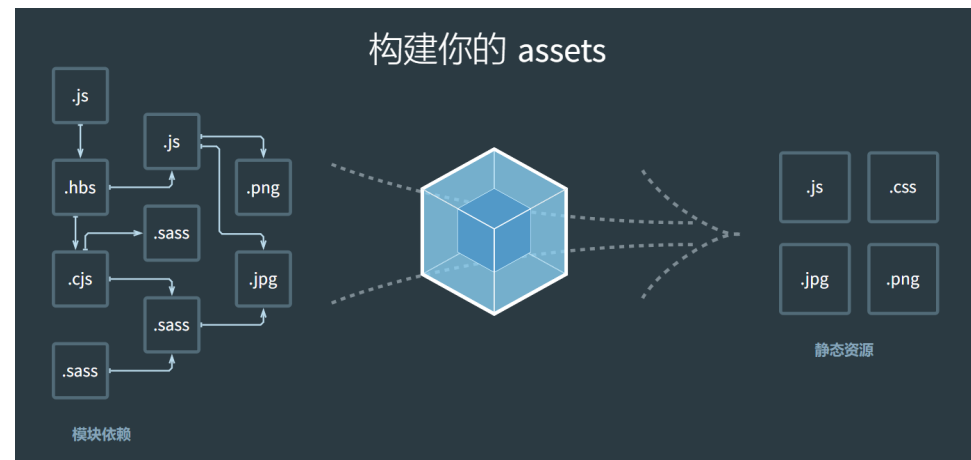 构建你的 assets
.js
.js
.hbs
.png
.sass
.cjs
.jpg
.sass
.sass
模块依赖
.js
.css
.jpg
.png
静态资源